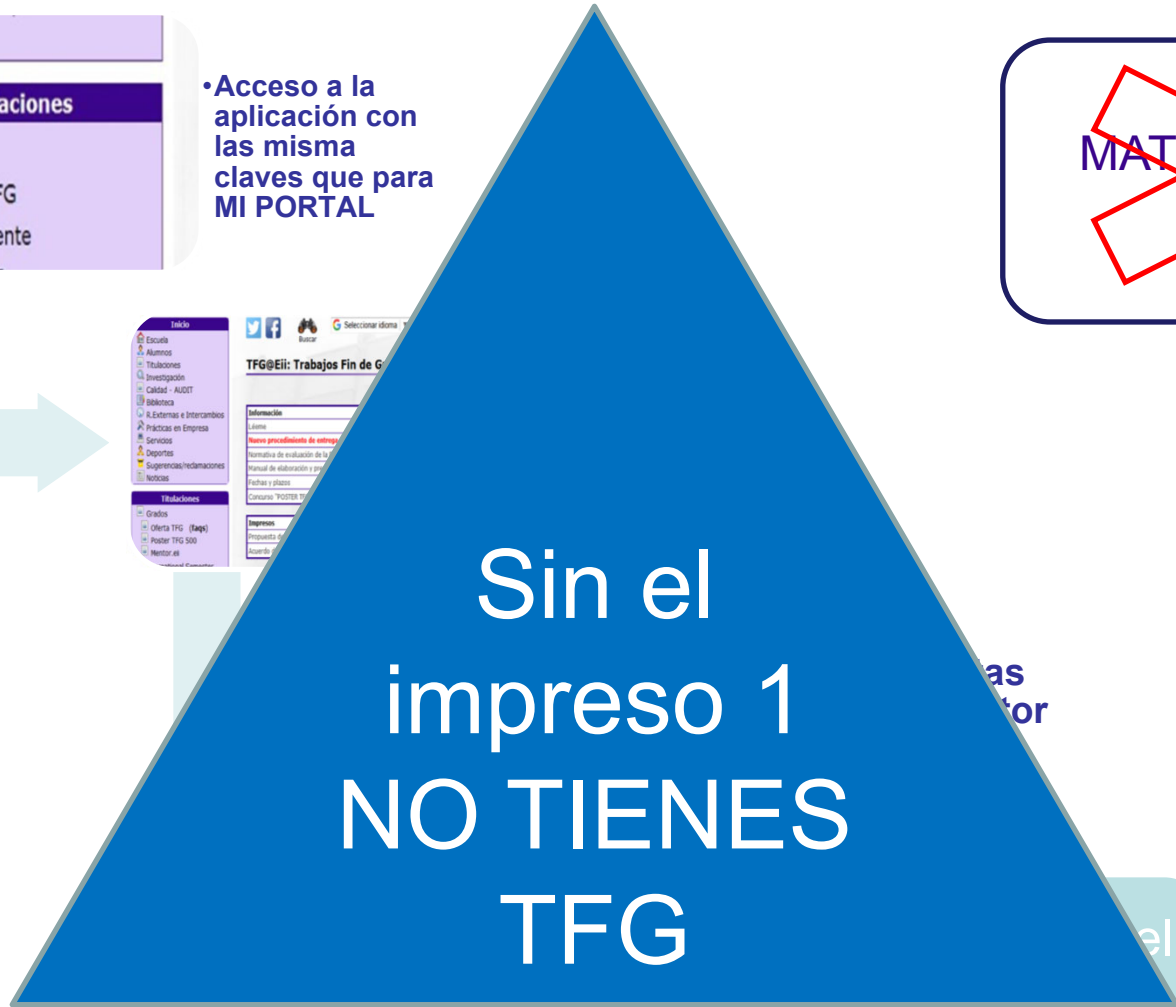 aciones
FG
ente
•Acceso a la
aplicación con
las misma
claves que para
MI PORTAL
MAT
Inicio
Escuela
Alumnos
Titulaciones
Investigación
Calidad - AUDIT
Biblioteca
R.Externas e Intercambios
Prácticas en Empresa
Servicios
Deportes
Sugerencias/reclamaciones
Noticias
Titulaciones
Grados
Oferta TFG (faqs)
Poster TFG 500
Mentor.eii
Buscar
Seleccionar idioma
TFG@Eii: Trabajos Fin de G
Información
Léeme
Nuevo procedimiento de entrega
Normativa de evaluación de la
Manual de elaboración y pre
Fechas y plazos
Concurso "POSTER TF
Impresos
Propuesta de
Acuerdo d
Sin el
impreso 1
NO TIENES
TFG
tas
tor
el